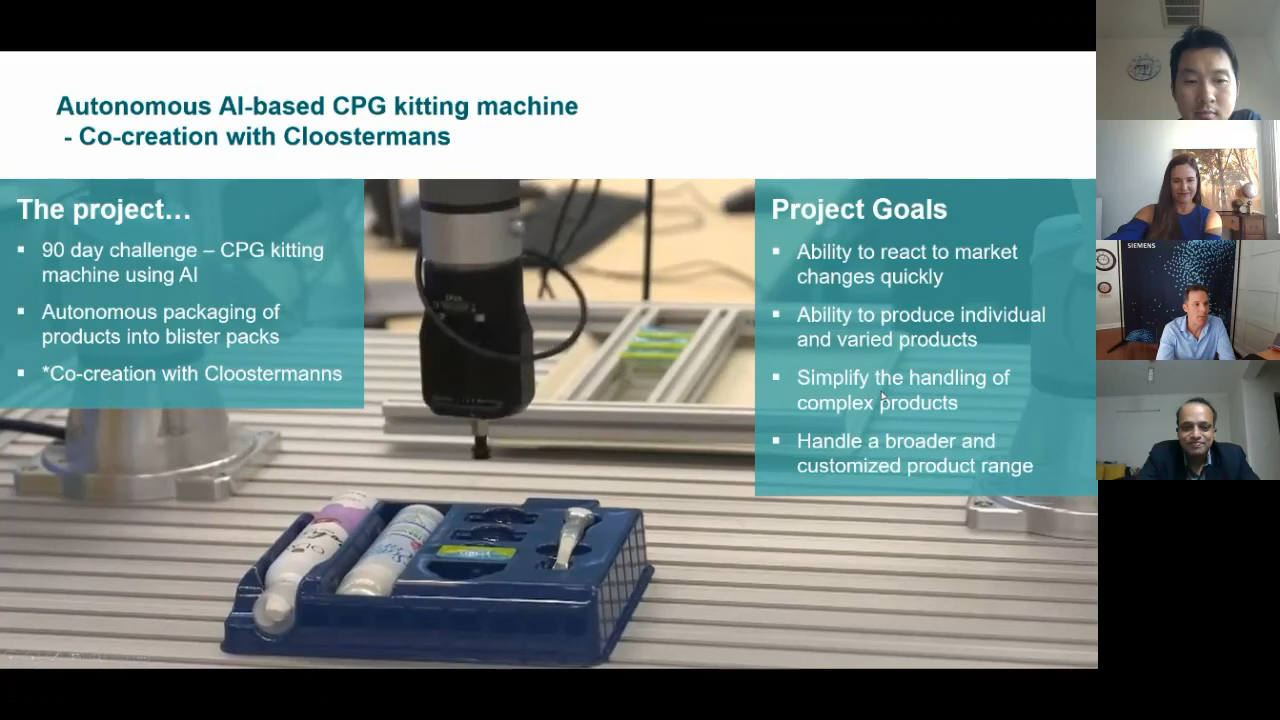 Autonomous AI-based CPG kitting machine
- Co-creation with Cloostermans
The project…
▪ 90 day challenge – CPG kitting
machine using AI
▪ Autonomous packaging of
products into blister packs
▪ *Co-creation with Cloostermanns
Project Goals
▪ Ability to react to market
changes quickly
▪ Ability to produce individual
and varied products
▪ Simplify the handling of
complex products
▪ Handle a broader and
customized product range
SIEMENS